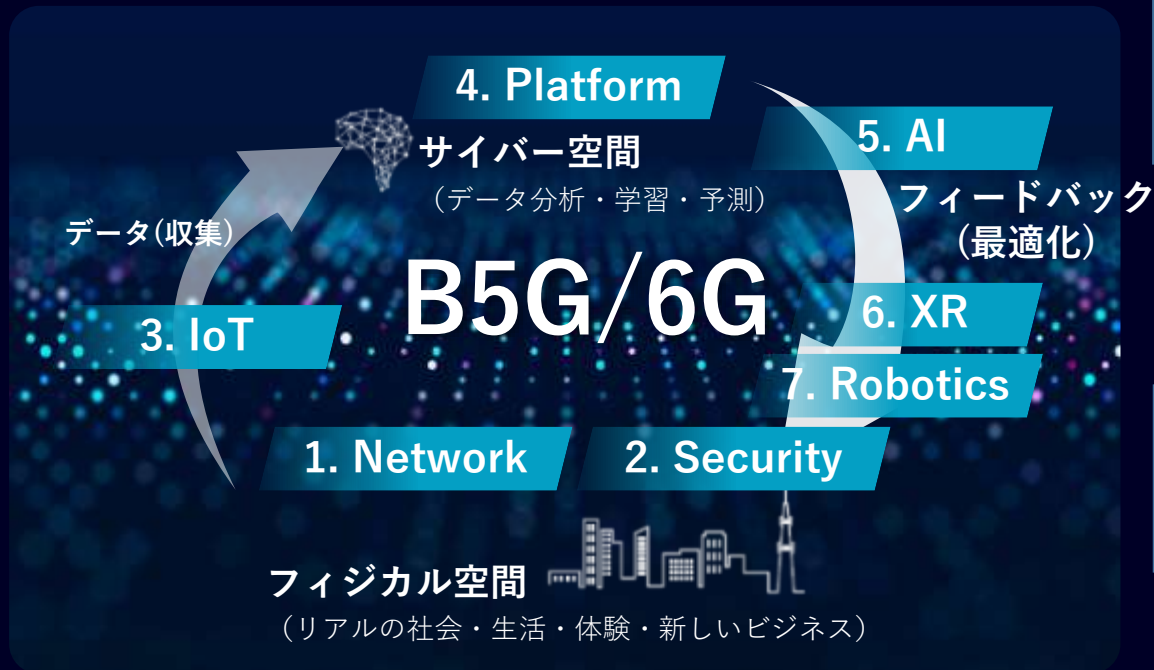 4. Platform
サイバー空間
（データ分析・学習・予測）
5. AI
フィードバック
(最適化)
データ(収集)
B5G/6G
3. IoT
6. XR
7. Robotics
1. Network
2. Security
フィジカル空間
（リアルの社会・生活・体験・新しいビジネス）